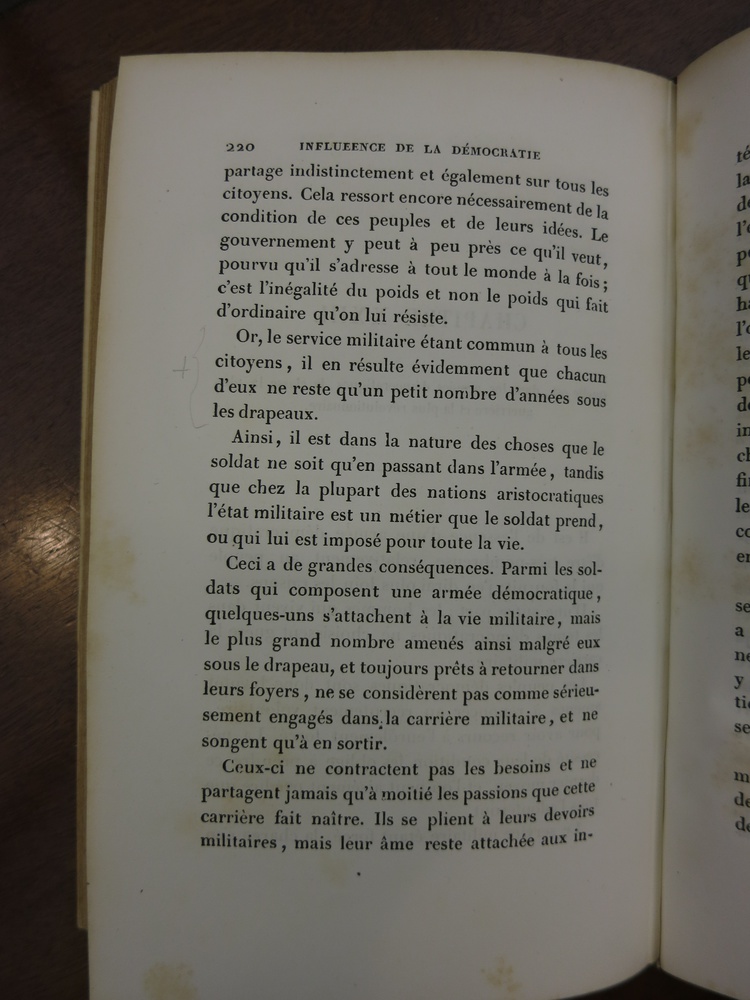 220 INFLUEENCE DE LA DÉMOCRATIE
partage indistinctement et également sur tous les
citoyens. Cela ressort encore nécessairement de la
condition de ces peuples et de leurs idées. Le
gouvernement y peut à peu près ce qu'il veut,
pourvu qu'il s'adresse à tout le monde à la fois;
c'est l'inégalité du poids et non le poids qui fait
d'ordinaire qu'on lui résiste.
Or, le service militaire étant commun à tous les
citoyens, il en résulte évidemment que chacun
d'eux ne reste qu'un petit nombre d'années sous
les drapeaux.
Ainsi, il est dans la nature des choses que le
soldat ne soit qu'en passant dans l'armée, tandis
que chez la plupart des nations aristocratiques
l'état militaire est un métier que le soldat prend,
ou qui lui est imposé pour toute la vie.
Ceci a de grandes conséquences. Parmi les sol-
dats qui composent une armée démocratique,
quelques-uns s'attachent à la vie militaire, mais
le plus grand nombre amenés ainsi malgré eux
sous le drapeau, et toujours prêts à retourner dans
leurs foyers, ne se considèrent pas comme sérieu-
sement engagés dans la carrière militaire, et ne
songent qu'à en sortir.
Ceux-ci ne contractent pas les besoins et ne
partagent jamais qu'à moitié les passions que cette
carrière fait naître. Ils se plient à leurs devoirs
militaires, mais leur âme reste attachée aux in-